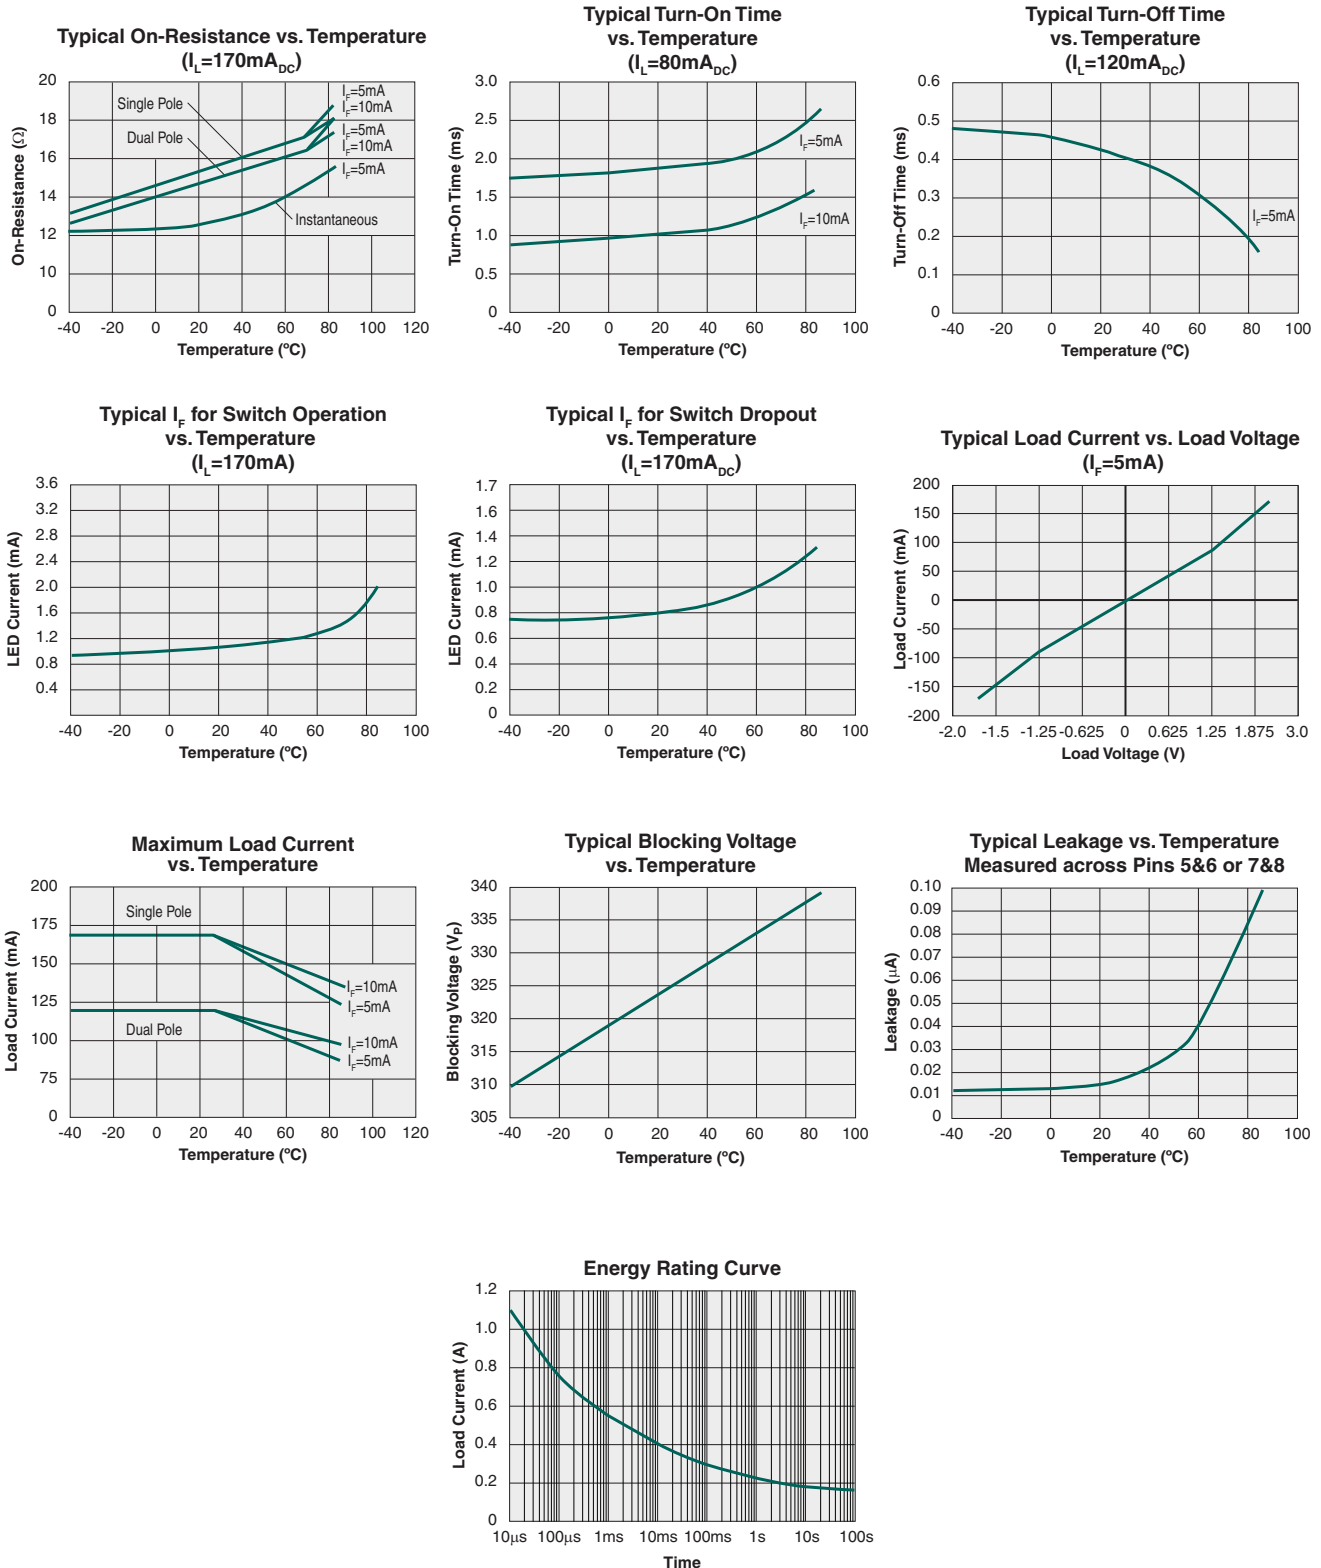 Typical On-Resistance vs. Temperature
(IL=170mADC)
20
18
16
14
12
10
0
On-Resistance (Ω)
Single Pole
Dual Pole
IF=5mA
IF=10mA
IF=5mA
IF=10mA
IF=5mA
Instantaneous
-40 -20 0 20 40 60 80 100 120
Temperature (ºC)
Typical Turn-On Time
vs. Temperature
(IL=80mADC)
3.0
2.5
2.0
1.5
1.0
0.5
0
Turn-On Time (ms)
IF=5mA
IF=10mA
-40 -20 0 20 40 60 80 100
Temperature (ºC)
Typical Turn-Off Time
vs. Temperature
(IL=120mADC)
0.6
0.5
0.4
0.3
0.2
0.1
0
Turn-Off Time (ms)
IF=5mA
-40 -20 0 20 40 60 80 100
Temperature (ºC)
Typical IF for Switch Operation
vs. Temperature
(IL=170mA)
3.6
3.2
2.8
2.4
2.0
1.6
1.2
0.8
0.4
LED Current (mA)
-40 -20 0 20 40 60 80 100
Temperature (ºC)
Typical IF for Switch Dropout
vs. Temperature
(IL=170mADC)
1.7
1.6
1.4
1.2
1.0
0.8
0.6
0.4
0.2
0
LED Current (mA)
-40 -20 0 20 40 60 80 100
Temperature (ºC)
Typical Load Current vs. Load Voltage
(IF=5mA)
200
150
100
50
0
-50
-100
-150
-200
Load Current (mA)
-2.0 -1.5 -1.25 -0.625 0 0.625 1.25 1.875 3.0
Load Voltage (V)
Maximum Load Current
vs. Temperature
200
175
150
125
100
75
0
Load Current (mA)
Single Pole
IF=10mA
IF=5mA
Dual Pole
IF=10mA
IF=5mA
-40 -20 0 20 40 60 80 100 120
Temperature (ºC)
Typical Blocking Voltage
vs. Temperature
340
335
330
325
320
315
310
305
Blocking Voltage (VP)
-40 -20 0 20 40 60 80 100
Temperature (ºC)
Typical Leakage vs. Temperature
Measured across Pins 5&6 or 7&8
0.10
0.09
0.08
0.06
0.05
0.04
0.03
0.02
0.01
0
Leakage (μA)
-40 -20 0 20 40 60 80 100
Temperature (ºC)
Energy Rating Curve
1.2
1.0
0.8
0.6
0.4
0.2
0
Load Current (A)
10μs 100μs 1ms 10ms 100ms 1s 10s 100s
Time